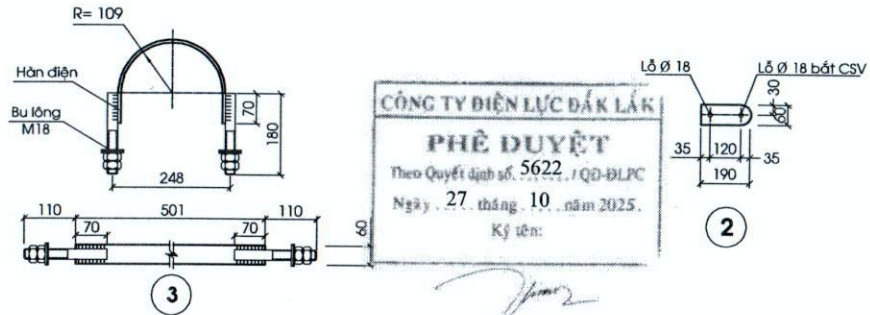 R= 109
Hàn điện
Bu lông
M18
70
180
248
110
501
110
70
70
60
3
CÔNG TY ĐIỆN LỰC ĐẮK LẮK
PHÊ DUYỆT
Theo Quyết định số. 5622 / QĐ-ĐLPC
Ngày 27 tháng 10 năm 2025.
Ký tên:
Lỗ Ø 18
Lỗ Ø 18 bắt CSV
30
60
35
120
35
190
2